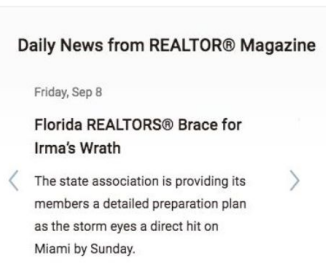 Daily News from REALTOR® Magazine
Friday, Sep 8
Florida REALTORS® Brace for
Irma's Wrath
The state association is providing its
members a detailed preparation plan
as the storm eyes a direct hit on
Miami by Sunday.